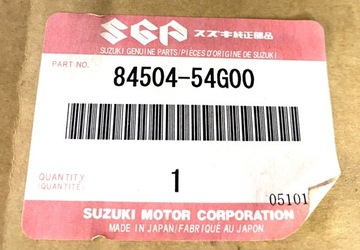 SGP スズキ純正部品
SUZUKI GENUINE PARTS/PIÈCES D'ORIGINE DE SUZUKI
PART NO.
84504-54G00
QUANTITY
(QUANTITÉ)
1
05101
SUZUKI MOTOR CORPORATION
MADE IN JAPAN/FABRIQUÉ AU JAPON